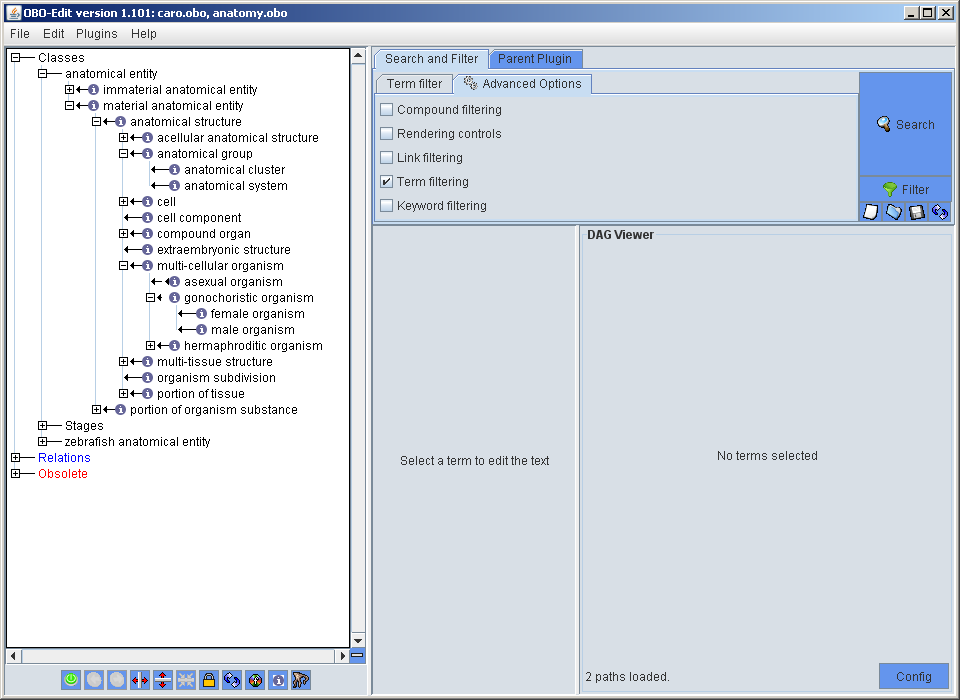 OBO-Edit version 1.101: caro.obo, anatomy.obo
File Edit Plugins Help
Classes
anatomical entity
immaterial anatomical entity
material anatomical entity
anatomical structure
acellular anatomical structure
anatomical group
anatomical cluster
anatomical system
cell
cell component
compound organ
extraembryonic structure
multi-cellular organism
asexual organism
gonochoristic organism
female organism
male organism
hermaphroditic organism
multi-tissue structure
organism subdivision
portion of tissue
portion of organism substance
Stages
zebrafish anatomical entity
Relations
Obsolete
Search and Filter Parent Plugin
Term filter Advanced Options
Compound filtering
Rendering controls
Link filtering
Term filtering
Keyword filtering
Search
Filter
Select a term to edit the text
DAG Viewer
No terms selected
2 paths loaded.
Config